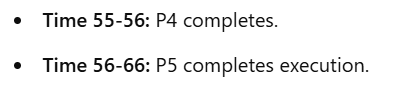 • Time 55-56: P4 completes.
• Time 56-66: P5 completes execution.